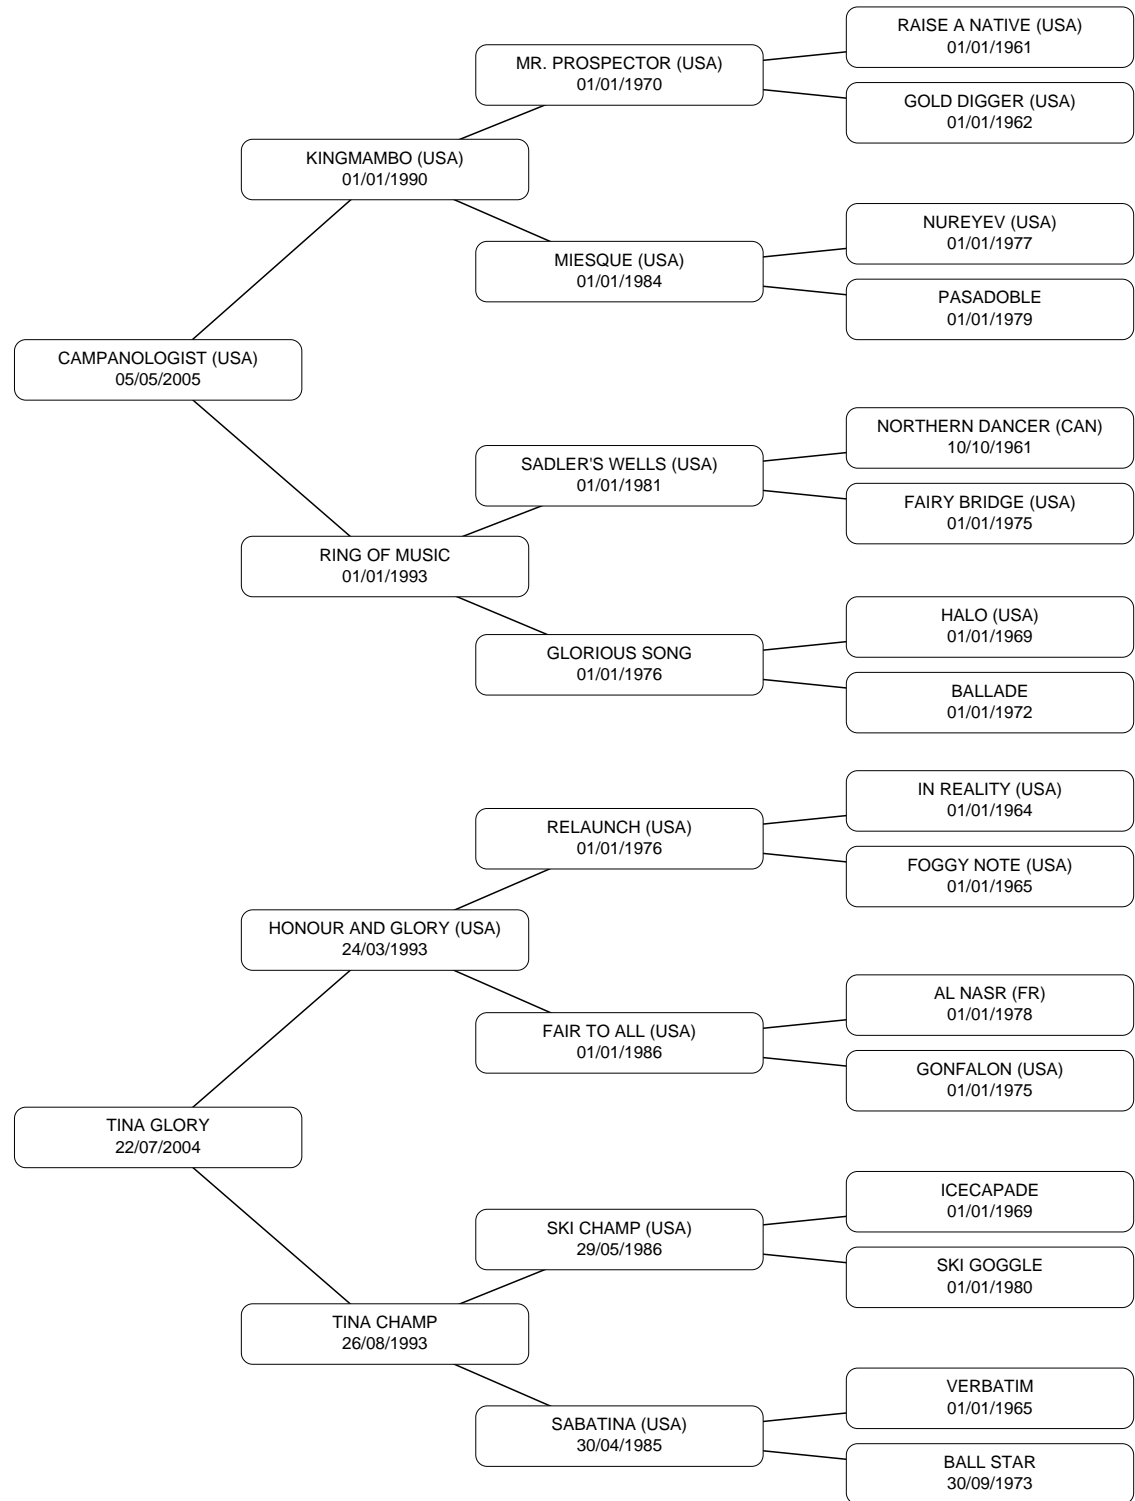 RAISE A NATIVE (USA)
01/01/1961
MR. PROSPECTOR (USA)
01/01/1970
GOLD DIGGER (USA)
01/01/1962
KINGMAMBO (USA)
01/01/1990
NUREYEV (USA)
01/01/1977
MIESQUE (USA)
01/01/1984
PASADOBLE
01/01/1979
CAMPANOLOGIST (USA)
05/05/2005
NORTHERN DANCER (CAN)
10/10/1961
SADLER'S WELLS (USA)
01/01/1981
FAIRY BRIDGE (USA)
01/01/1975
RING OF MUSIC
01/01/1993
HALO (USA)
01/01/1969
GLORIOUS SONG
01/01/1976
BALLADE
01/01/1972
IN REALITY (USA)
01/01/1964
RELAUNCH (USA)
01/01/1976
FOGGY NOTE (USA)
01/01/1965
HONOUR AND GLORY (USA)
24/03/1993
AL NASR (FR)
01/01/1978
FAIR TO ALL (USA)
01/01/1986
GONFALON (USA)
01/01/1975
TINA GLORY
22/07/2004
ICECAPADE
01/01/1969
SKI CHAMP (USA)
29/05/1986
SKI GOGGLE
01/01/1980
TINA CHAMP
26/08/1993
VERBATIM
01/01/1965
SABATINA (USA)
30/04/1985
BALL STAR
30/09/1973